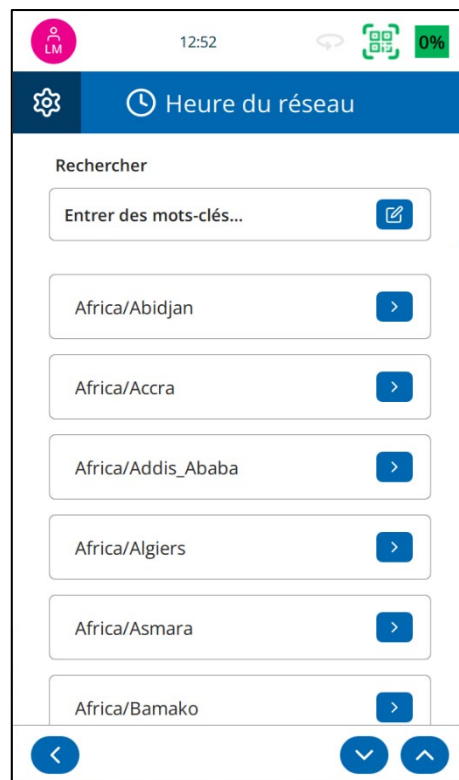 LM
12:52
0%
Heure du réseau
Rechercher
Entrer des mots-clés...
Africa/Abidjan
Africa/Accra
Africa/Addis_Ababa
Africa/Algiers
Africa/Asmara
Africa/Bamako